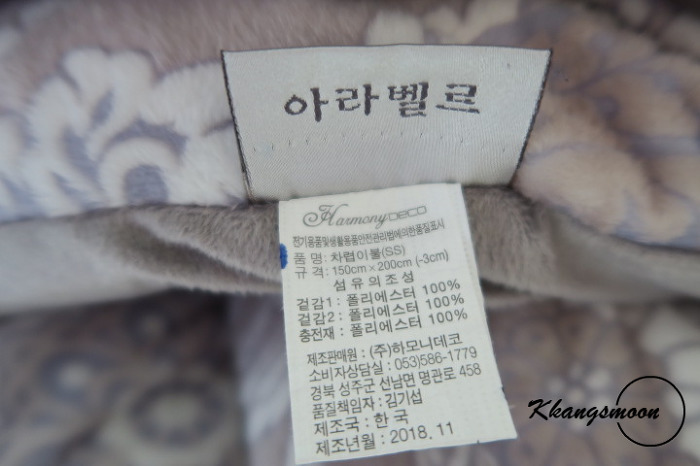 아라벨르
Harmony DECO
전기용품및생활용품안전관리법에의한품질표시
품 명: 차렵이불(SS)
규 격: 150cm×200cm (-3cm)
섬 유 의 조 성
겉감1: 폴리에스터 100%
겉감2: 폴리에스터 100%
충전재: 폴리에스터 100%
제조판매원: (주)하모니데코
소비자상담실: 053)586-1779
경북 성주군 선남면 명관로 458
품질책임자: 김기섭
제조국: 한 국
제조년월: 2018. 11
Kkangsmoon